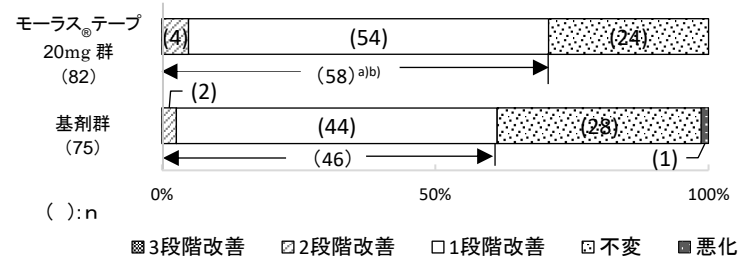 モーラス®テープ
20mg 群
(82)
(4)
(54)
(24)
(58)a)b)
(2)
基剤群
(75)
(44)
(28)
(46)
(1)
0%
50%
100%
( ):n
3段階改善 2段階改善 1段階改善 不変 悪化